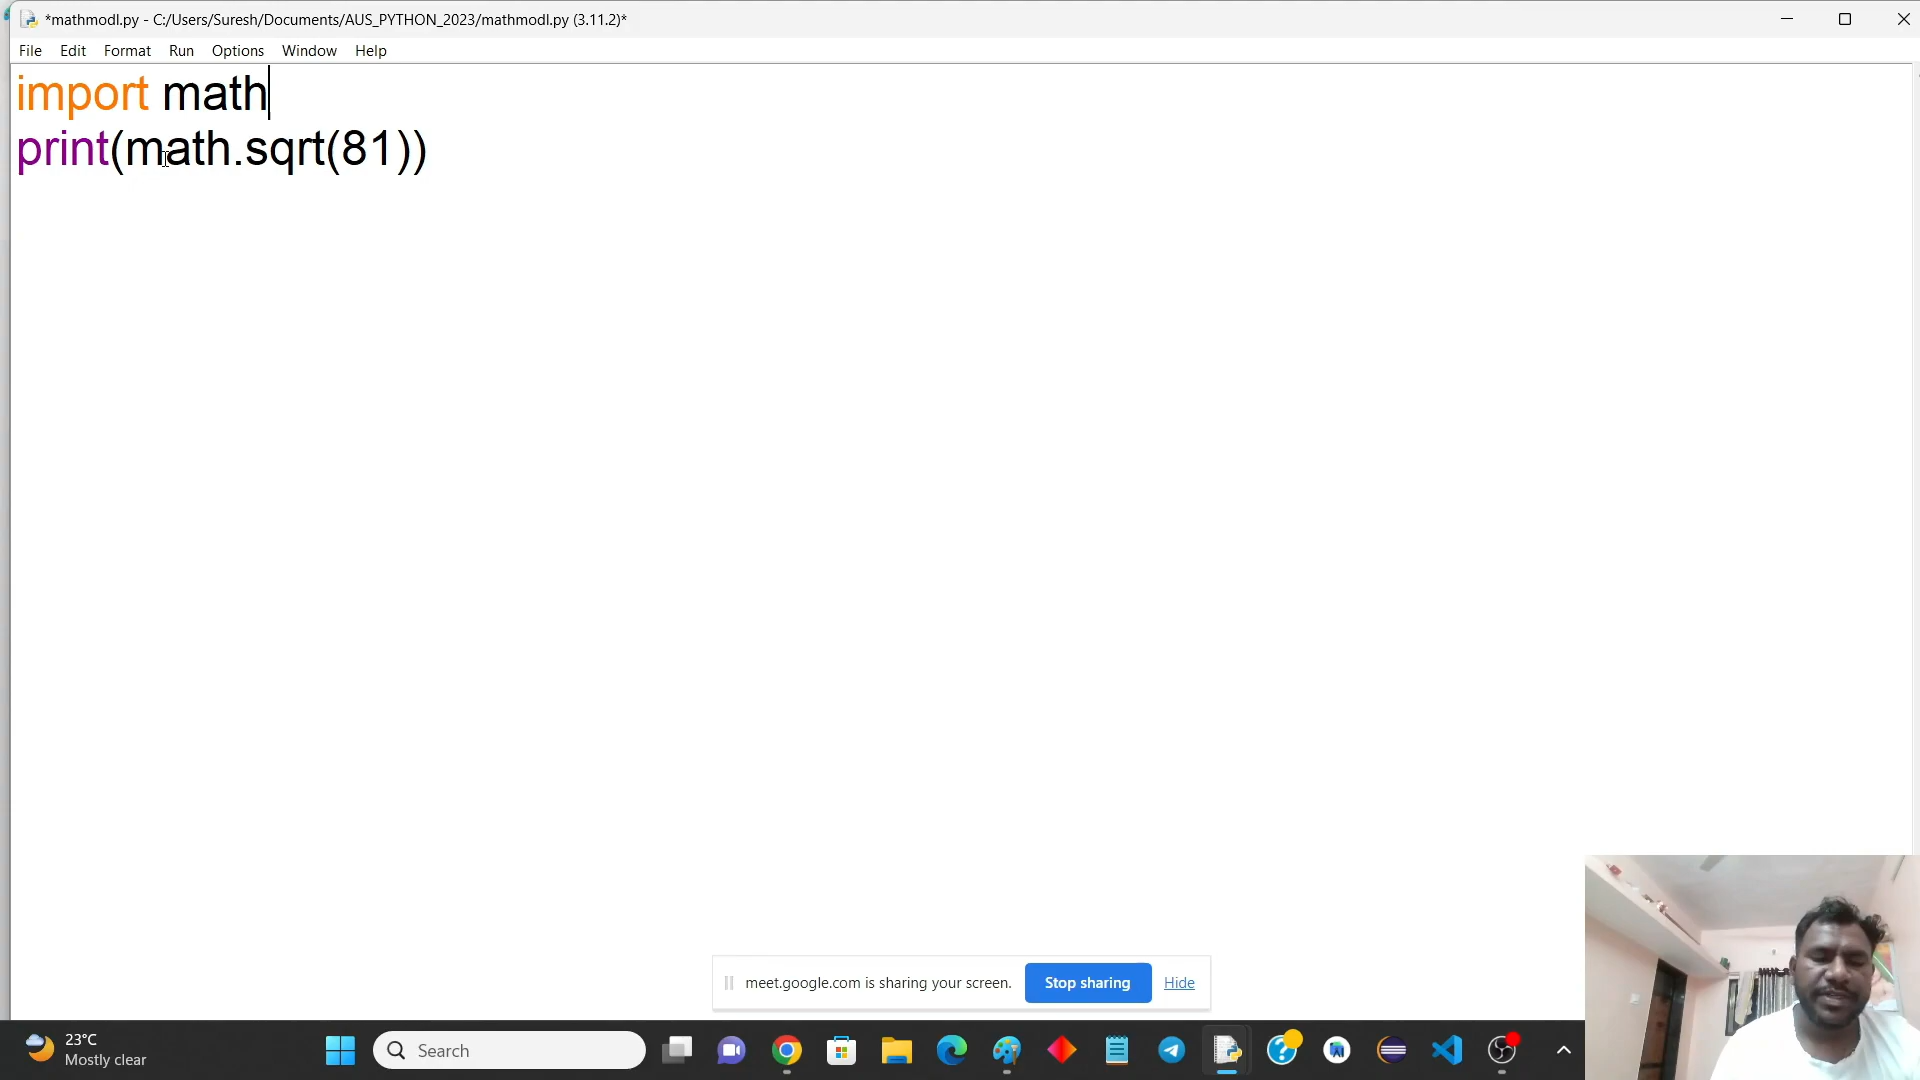 *mathmodl.py - C:/Users/Suresh/Documents/AUS_PYTHON_2023/mathmodl.py (3.11.2)*
File Edit Format Run Options Window Help
import math
print(math.sqrt(81))
meet.google.com is sharing your screen. Stop sharing Hide
23°C
Mostly clear
Search